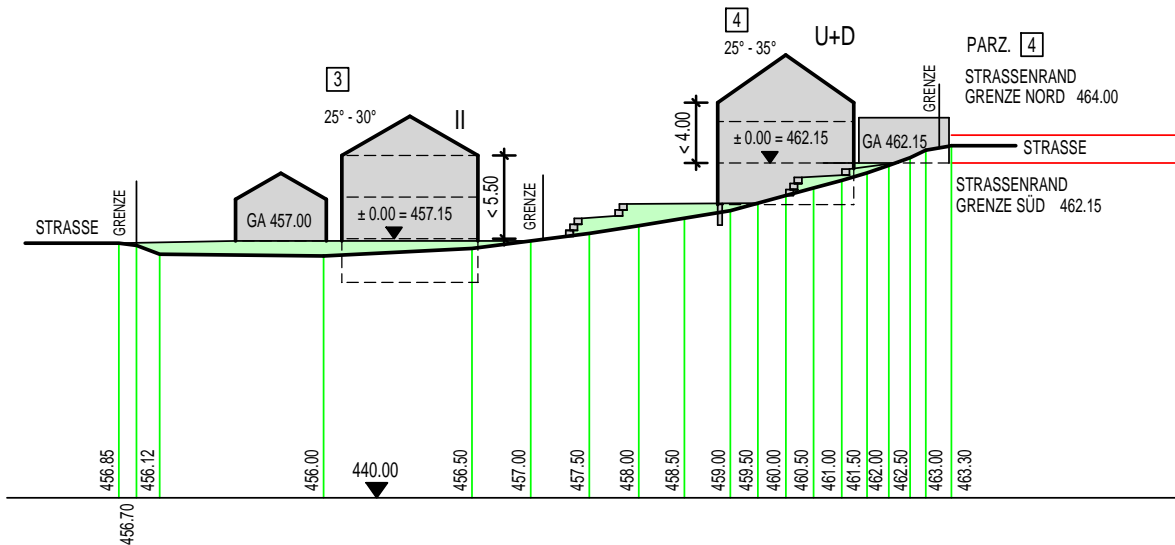 4
25° - 35°
U+D
PARZ. 4
STRASSENRAND
GRENZE NORD 464.00
GRENZE
3
25° - 30°
II
< 4.00
± 0.00 = 462.15
GA 462.15
STRASSE
STRASSENRAND
GRENZE SÜD 462.15
STRASSE
GRENZE
GA 457.00
± 0.00 = 457.15
< 5.50
GRENZE
456.85
456.70
456.12
456.00
440.00
456.50
457.00
457.50
458.00
458.50
459.00
459.50
460.00
460.50
461.00
461.50
462.00
462.50
463.00
463.30